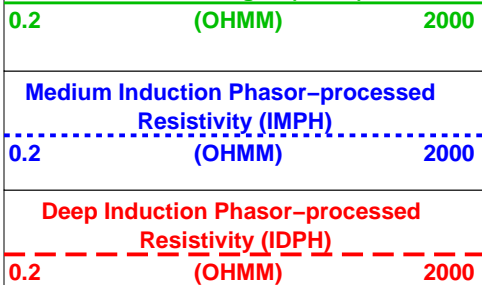 0.2 (OHMM) 2000
Medium Induction Phasor−processed
Resistivity (IMPH)
0.2 (OHMM) 2000
Deep Induction Phasor−processed
Resistivity (IDPH)
0.2 (OHMM) 2000